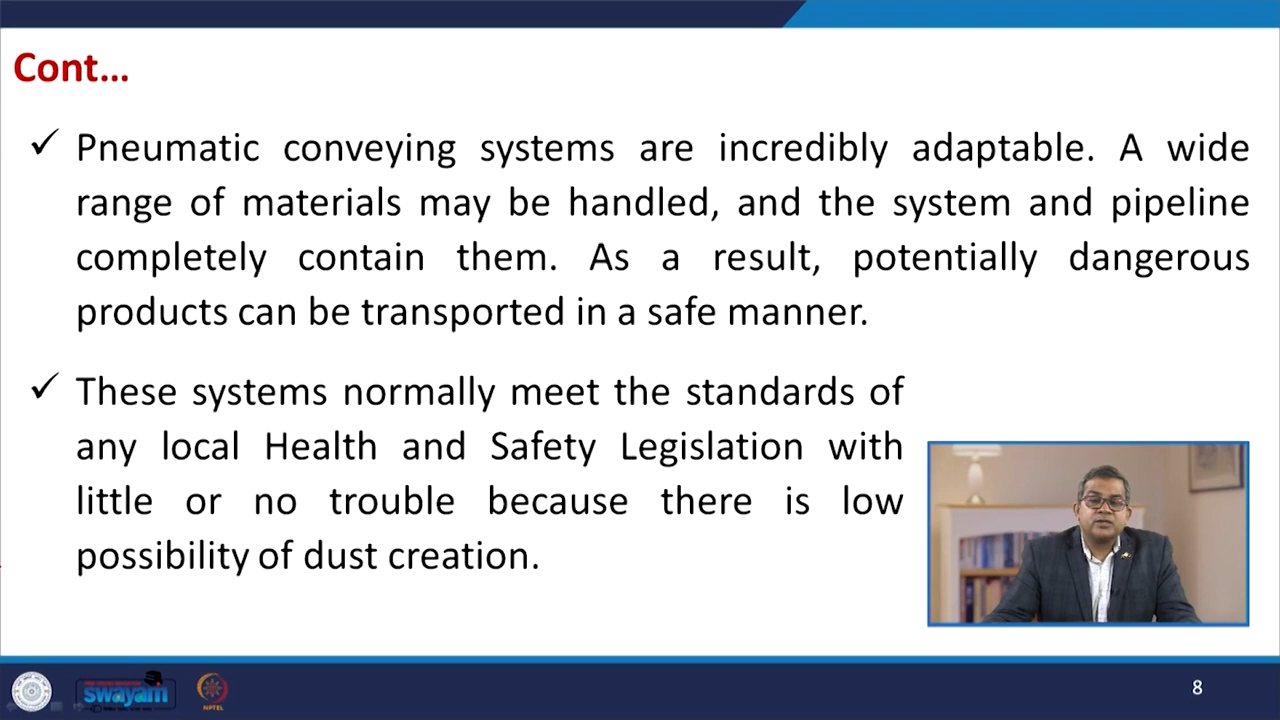 Cont...
✓ Pneumatic conveying systems are incredibly adaptable. A wide
range of materials may be handled, and the system and pipeline
completely contain them. As a result, potentially dangerous
products can be transported in a safe manner.
✓ These systems normally meet the standards of
any local Health and Safety Legislation with
little or no trouble because there is low
possibility of dust creation.
swayam
NPTEL
8